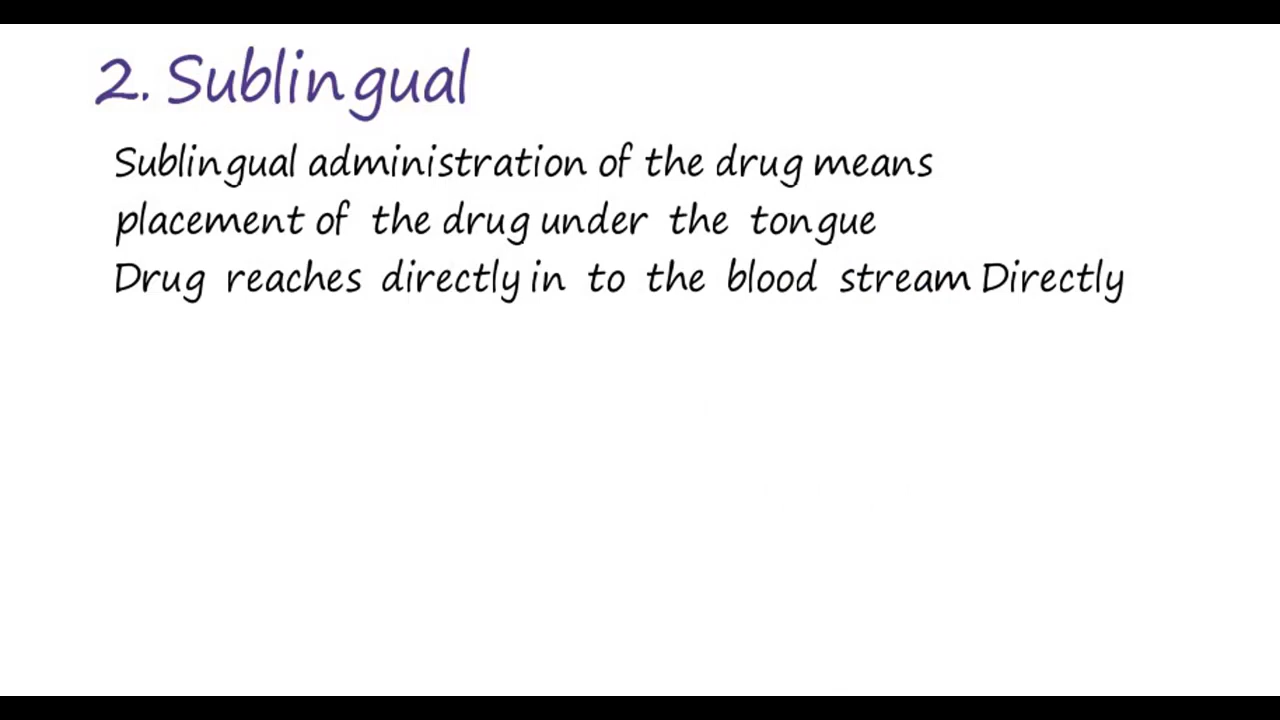 2. Sublingual
Sublingual administration of the drug means
placement of the drug under the tongue
Drug reaches directly in to the blood stream Directly